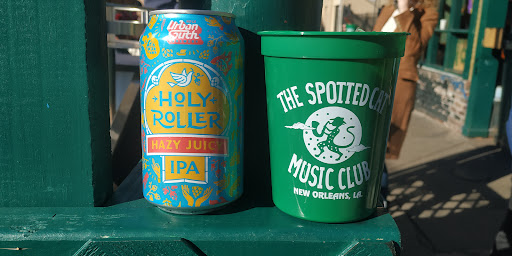 Urban
South
HOLY
ROLLER
HAZY JUICY
IPA
THE SPOTTED CAT
MUSIC CLUB
NEW ORLEANS, LA.